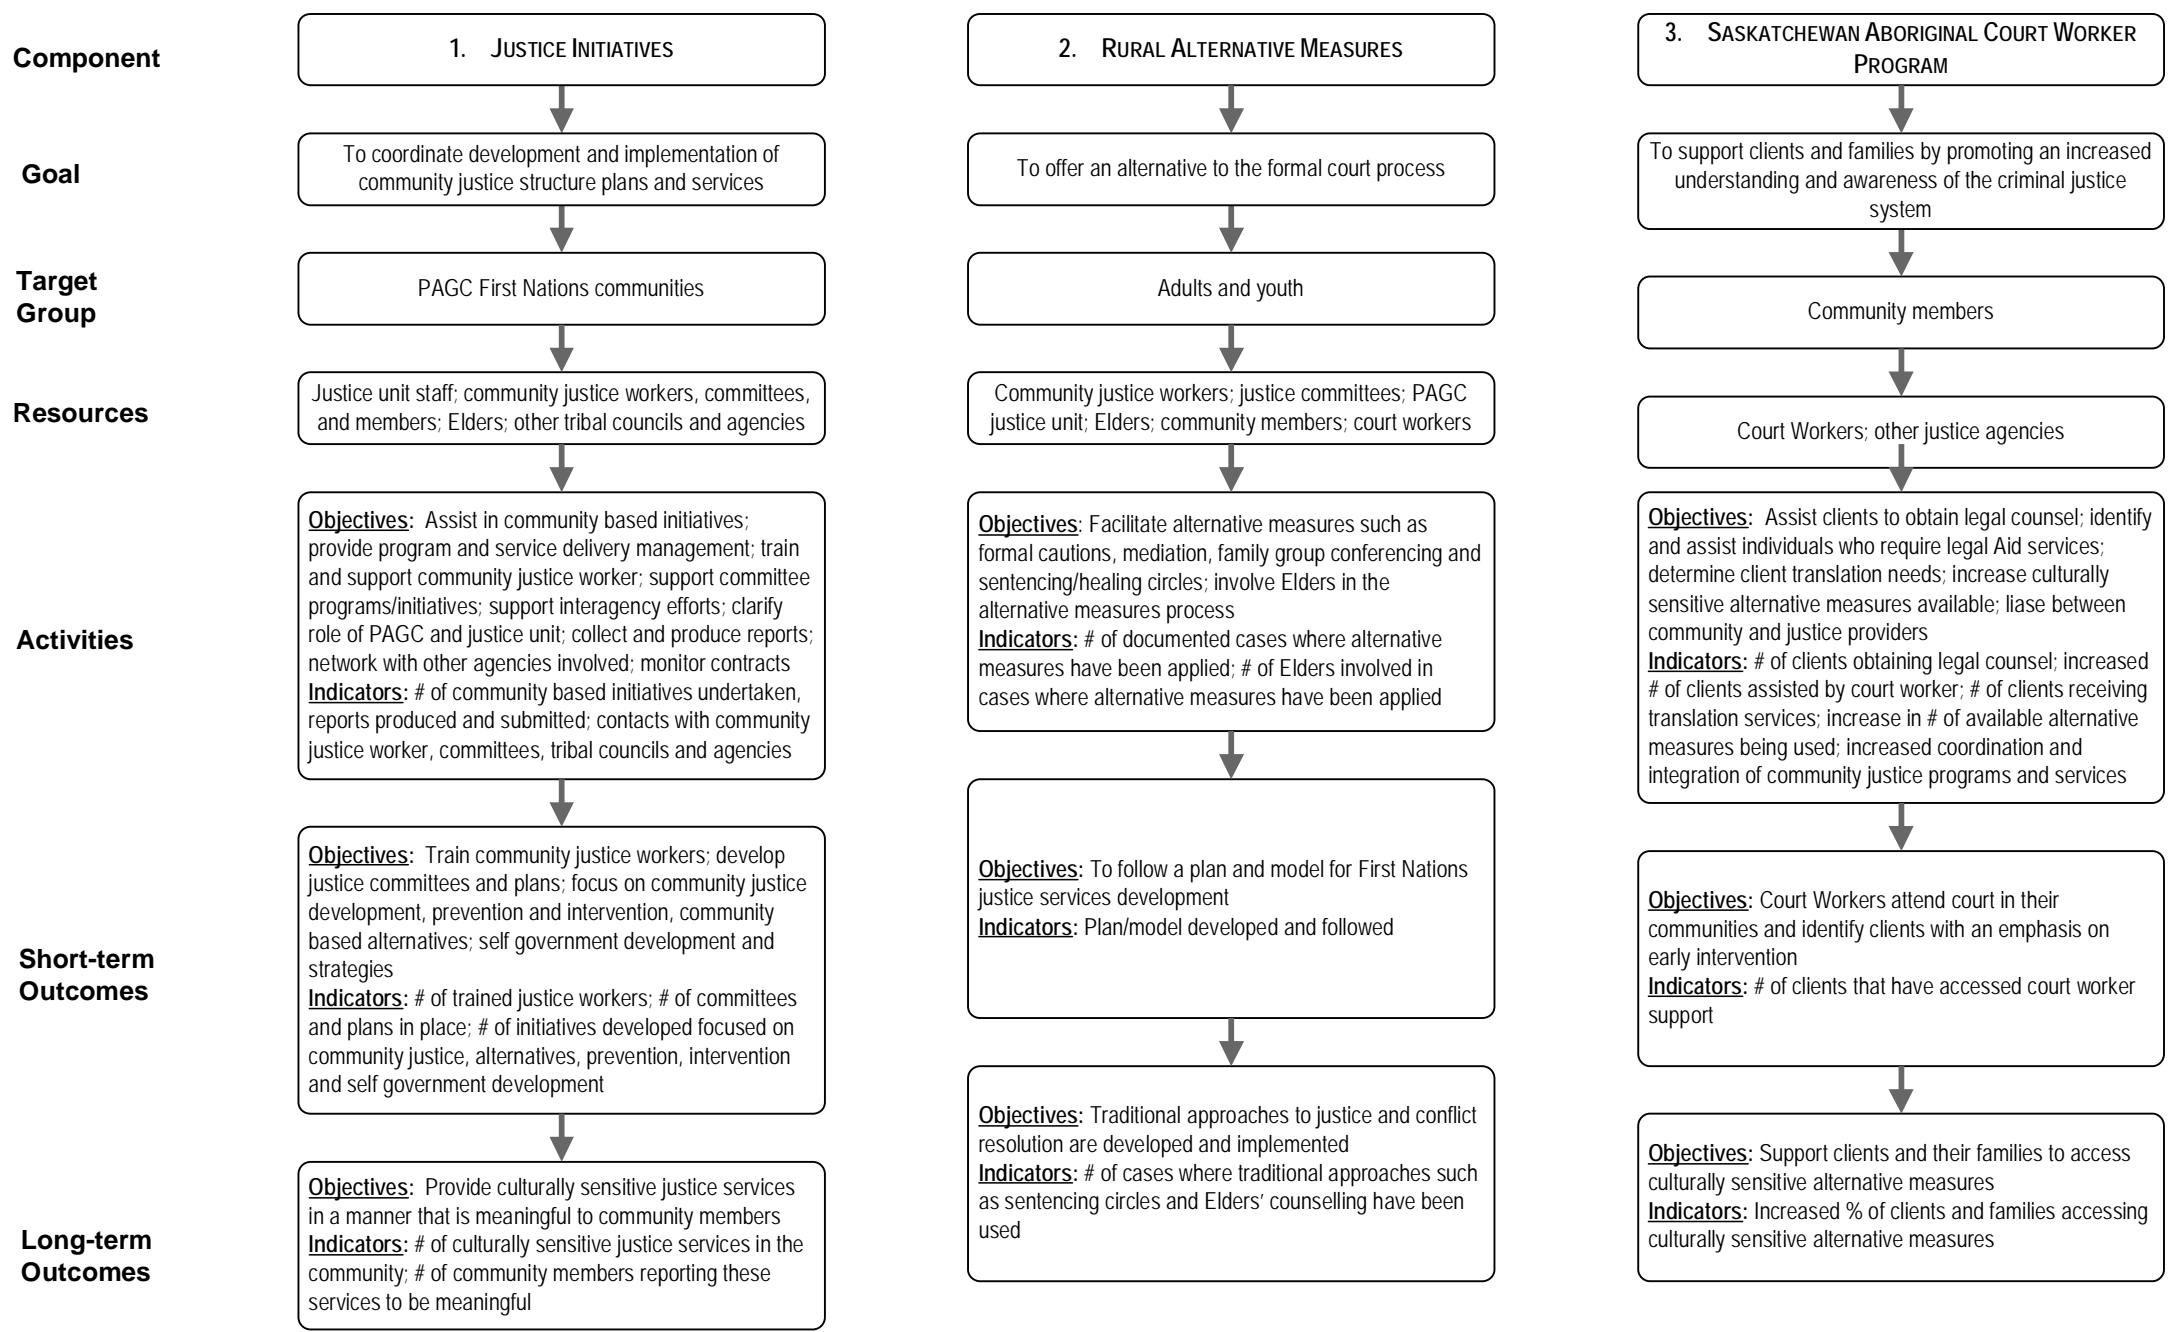 Component
1. JUSTICE INITIATIVES
2. RURAL ALTERNATIVE MEASURES
3. SASKATCHEWAN ABORIGINAL COURT WORKER
PROGRAM
Goal
To coordinate development and implementation of
community justice structure plans and services
To offer an alternative to the formal court process
To support clients and families by promoting an increased
understanding and awareness of the criminal justice
system
Target
Group
PAGC First Nations communities
Adults and youth
Community members
Resources
Justice unit staff; community justice workers, committees,
and members; Elders; other tribal councils and agencies
Community justice workers; justice committees; PAGC
justice unit; Elders; community members; court workers
Court Workers; other justice agencies
Activities
Objectives: Assist in community based initiatives;
provide program and service delivery management; train
and support community justice worker; support committee
programs/initiatives; support interagency efforts; clarify
role of PAGC and justice unit; collect and produce reports;
network with other agencies involved; monitor contracts
Indicators: # of community based initiatives undertaken,
reports produced and submitted; contacts with community
justice worker, committees, tribal councils and agencies
Objectives: Facilitate alternative measures such as
formal cautions, mediation, family group conferencing and
sentencing/healing circles; involve Elders in the
alternative measures process
Indicators: # of documented cases where alternative
measures have been applied; # of Elders involved in
cases where alternative measures have been applied
Objectives: Assist clients to obtain legal counsel; identify
and assist individuals who require legal Aid services;
determine client translation needs; increase culturally
sensitive alternative measures available; liase between
community and justice providers
Indicators: # of clients obtaining legal counsel; increased
# of clients assisted by court worker; # of clients receiving
translation services; increase in # of available alternative
measures being used; increased coordination and
integration of community justice programs and services
Short-term
Outcomes
Objectives: Train community justice workers; develop
justice committees and plans; focus on community justice
development, prevention and intervention, community
based alternatives; self government development and
strategies
Indicators: # of trained justice workers; # of committees
and plans in place; # of initiatives developed focused on
community justice, alternatives, prevention, intervention
and self government development
Objectives: To follow a plan and model for First Nations
justice services development
Indicators: Plan/model developed and followed
Objectives: Court Workers attend court in their
communities and identify clients with an emphasis on
early intervention
Indicators: # of clients that have accessed court worker
support
Long-term
Outcomes
Objectives: Provide culturally sensitive justice services
in a manner that is meaningful to community members
Indicators: # of culturally sensitive justice services in the
community; # of community members reporting these
services to be meaningful
Objectives: Traditional approaches to justice and conflict
resolution are developed and implemented
Indicators: # of cases where traditional approaches such
as sentencing circles and Elders’ counselling have been
used
Objectives: Support clients and their families to access
culturally sensitive alternative measures
Indicators: Increased % of clients and families accessing
culturally sensitive alternative measures